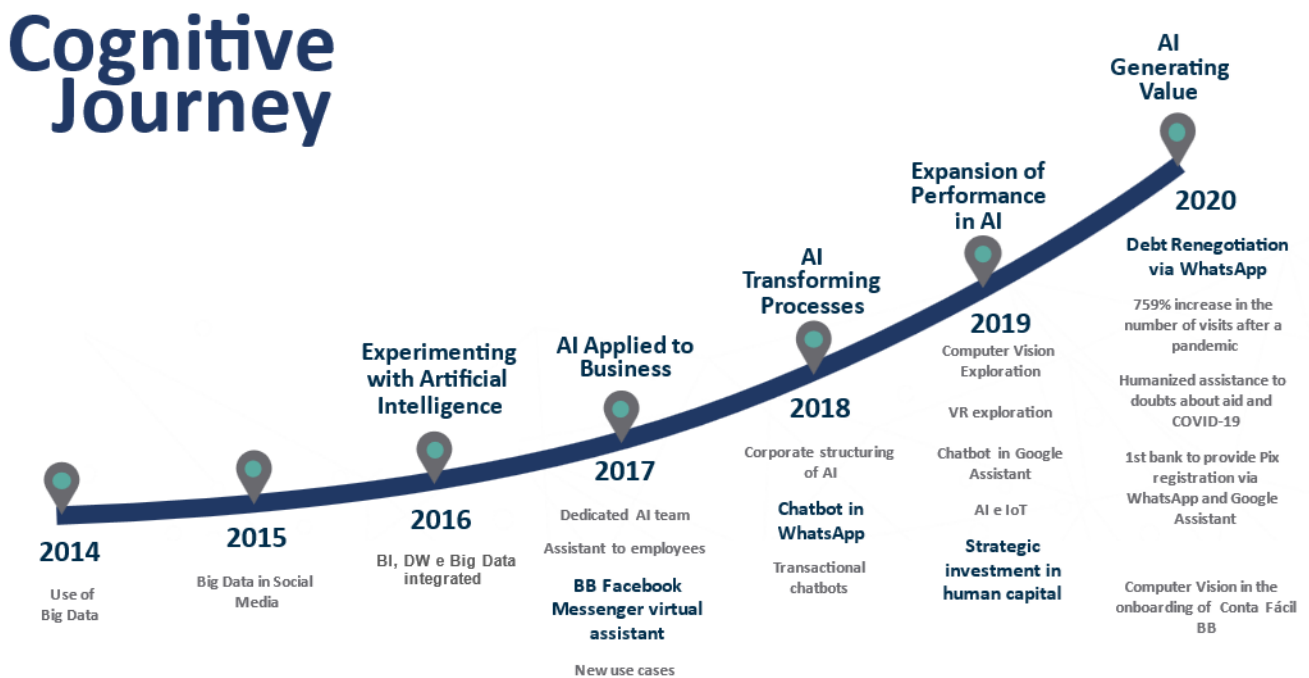 Cognitive
Journey
2014
Use of
Big Data
2015
Big Data in Social
Media
Experimenting
with Artificial
Intelligence
2016
BI, DW e Big Data
integrated
AI Applied to
Business
2017
Dedicated AI team
Assistant to employees
BB Facebook
Messenger virtual
assistant
New use cases
AI
Transforming
Processes
2018
Corporate structuring
of AI
Chatbot in
WhatsApp
Transactional
chatbots
Expansion of
Performance
in AI
2019
Computer Vision
Exploration
VR exploration
Chatbot in Google
Assistant
AI e IoT
Strategic
investment in
human capital
AI
Generating
Value
2020
Debt Renegotiation
via WhatsApp
759% increase in the
number of visits after a
pandemic
Humanized assistance to
doubts about aid and
COVID-19
1st bank to provide Pix
registration via
WhatsApp and Google
Assistant
Computer Vision in the
onboarding of Conta Fácil
BB